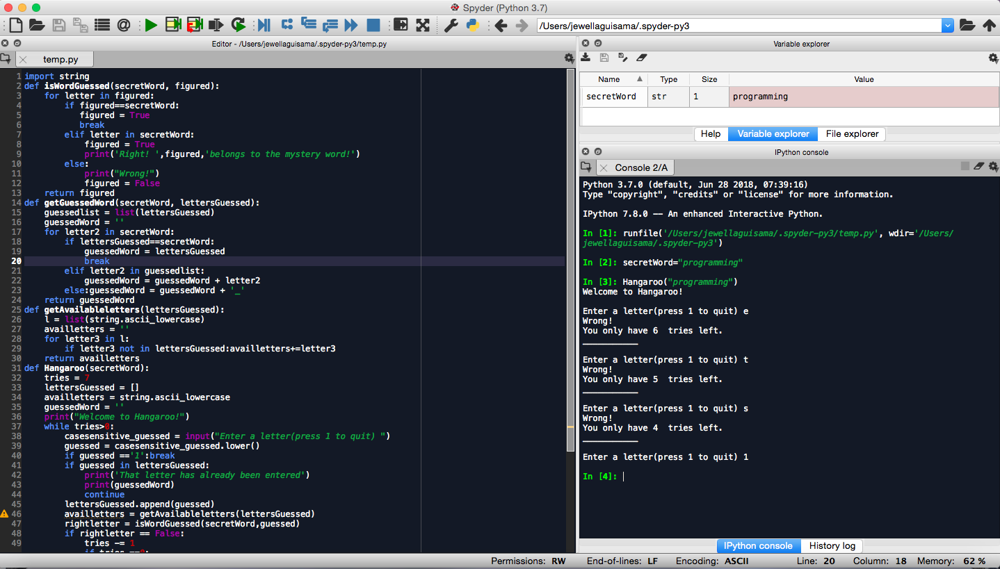 Spyder (Python 3.7)
/Users/jewellaguisama/.spyder-py3
Editor - /Users/jewellaguisama/.spyder-py3/temp.py
temp.py
1 import string
2 def isWordGuessed(secretWord, figured):
3     for letter in figured:
4         if figured==secretWord:
5            figured = True
6            break
7         elif letter in secretWord:
8             figured = True
9             print('Right! ',figured,'belongs to the mystery word!')
10         else:
11             print("Wrong!")
12             figured = False
13     return figured
14 def getGuessedWord(secretWord, lettersGuessed):
15     guessedlist = list(lettersGuessed)
16     guessedWord = ''
17     for letter2 in secretWord:
18         if lettersGuessed==secretWord:
19             guessedWord = lettersGuessed
20             break
21         elif letter2 in guessedlist:
22             guessedWord = guessedWord + letter2
23         else:guessedWord = guessedWord + '_'
24     return guessedWord
25 def getAvailableletters(lettersGuessed):
26     l = list(string.ascii_lowercase)
27     availletters = ''
28     for letter3 in l:
29         if letter3 not in lettersGuessed:availletters+=letter3
30     return availletters
31 def Hangaroo(secretWord):
32     tries = 7
33     lettersGuessed = []
34     availletters = string.ascii_lowercase
35     guessedWord = ''
36     print("Welcome to Hangaroo!")
37     while tries>0:
38         casesensitive_guessed = input("Enter a letter(press 1 to quit) ")
39         guessed = casesensitive_guessed.lower()
40         if guessed =='1':break
41         if guessed in lettersGuessed:
42             print('That letter has already been entered')
43             print(guessedWord)
44             continue
45         lettersGuessed.append(guessed)
46         availletters = getAvailableletters(lettersGuessed)
47         rightletter = isWordGuessed(secretWord,guessed)
48         if rightletter == False:
49             tries -= 1
if tries ==0:
Variable explorer
Name Type Size Value
secretWord str 1 programming
Help Variable explorer File explorer
IPython console
Console 2/A
Python 3.7.0 (default, Jun 28 2018, 07:39:16)
Type "copyright", "credits" or "license" for more information.
IPython 7.8.0 -- An enhanced Interactive Python.
In [1]: runfile('/Users/jewellaguisama/.spyder-py3/temp.py', wdir='/Users/
jewellaguisama/.spyder-py3')
In [2]: secretWord="programming"
In [3]: Hangaroo("programming")
Welcome to Hangaroo!
Enter a letter(press 1 to quit) e
Wrong!
You only have 6  tries left.
___________
Enter a letter(press 1 to quit) t
Wrong!
You only have 5  tries left.
___________
Enter a letter(press 1 to quit) s
Wrong!
You only have 4  tries left.
___________
Enter a letter(press 1 to quit) 1
In [4]:
IPython console History log
Permissions: RW End-of-lines: LF Encoding: ASCII Line: 20 Column: 18 Memory: 62 %